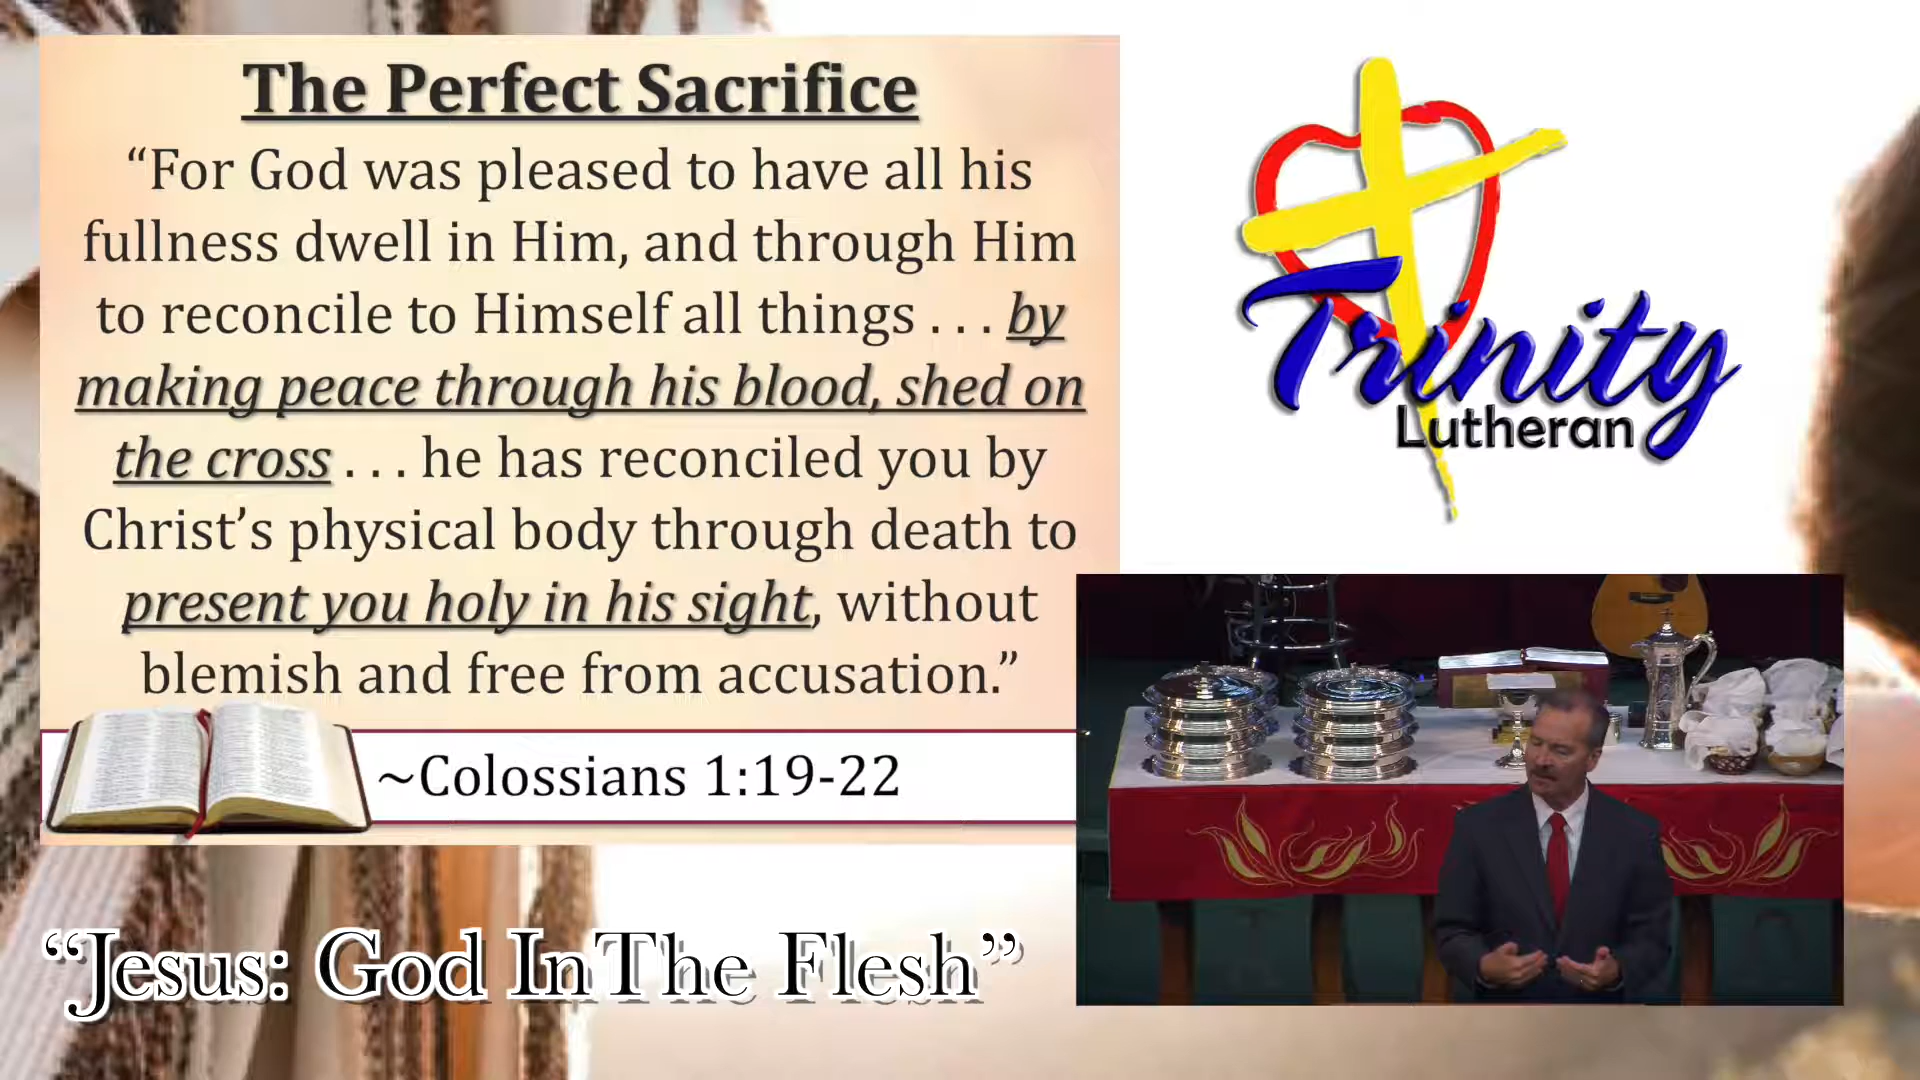 The Perfect Sacrifice
“For God was pleased to have all his
fullness dwell in Him, and through Him
to reconcile to Himself all things . . . by
making peace through his blood, shed on
the cross . . . he has reconciled you by
Christ’s physical body through death to
present you holy in his sight, without
blemish and free from accusation.”
~Colossians 1:19-22
Trinity
Lutheran
“Jesus: God In The Flesh”